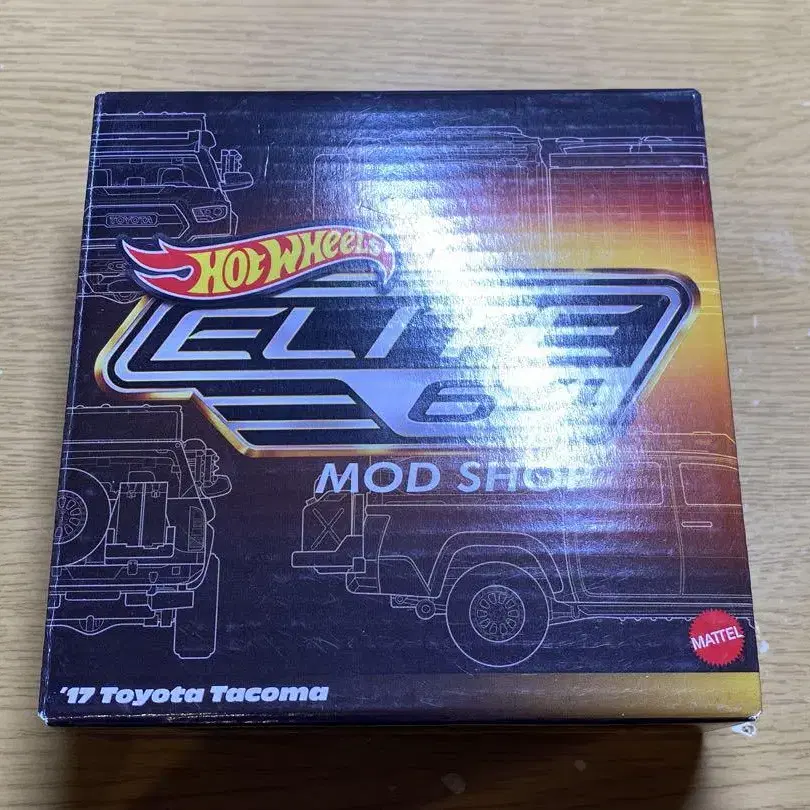 TOYOTA
HOT WHEELS
ELITE
64
MOD SHOP
MATTEL
'17 Toyota Tacoma